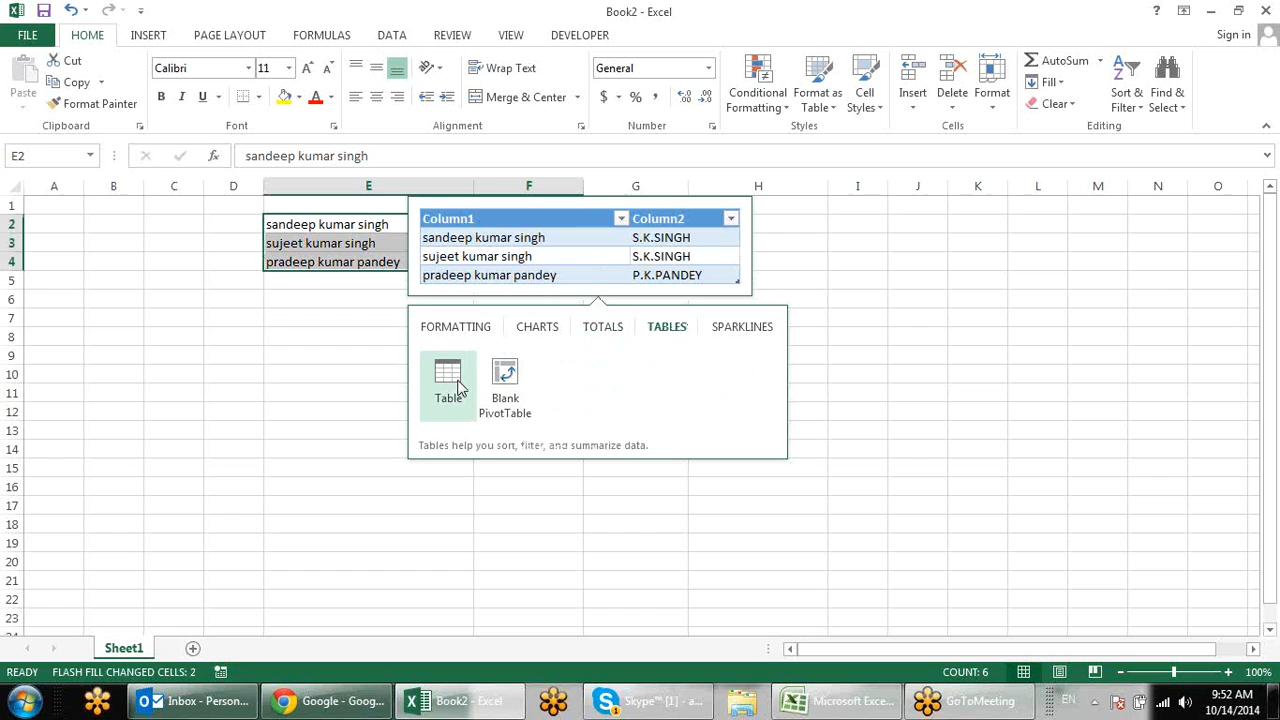 Book2 - Excel
FILE HOME INSERT PAGE LAYOUT FORMULAS DATA REVIEW VIEW DEVELOPER Sign in
Paste Cut Copy Format Painter
Calibri 11
Wrap Text
Merge & Center
General
Conditional Formatting Format as Table Cell Styles
Insert Delete Format
AutoSum Fill Clear
Sort & Filter Find & Select
Clipboard Font Alignment Number Styles Cells Editing
E2 sandeep kumar singh
A B C D E F G H I J K L M N O
1
2 sandeep kumar singh
3 sujeet kumar singh
4 pradeep kumar pandey
Column1 Column2
sandeep kumar singh S.K.SINGH
sujeet kumar singh S.K.SINGH
pradeep kumar pandey P.K.PANDEY
5
6
7
8
9
10
11
12
13
14
15
16
17
18
19
20
21
22
23
FORMATTING CHARTS TOTALS TABLES SPARKLINES
Table Blank PivotTable
Tables help you sort, filter, and summarize data.
Sheet1
READY FLASH FILL CHANGED CELLS: 2 COUNT: 6 100%
Inbox - Person... Google - Goog... Book2 - Excel Skype™ [1] - a... Microsoft Exce... GoToMeeting EN 9:52 AM
10/14/2014